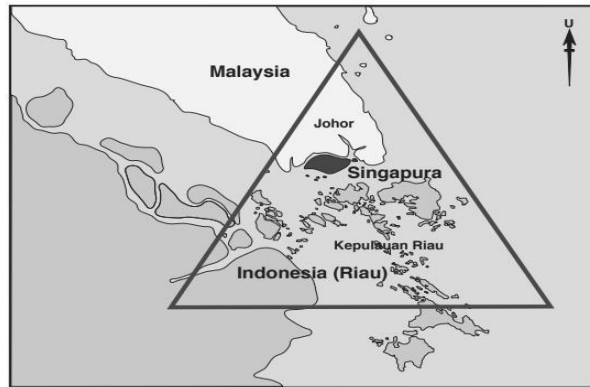 U
Malaysia
Johor
Singapura
Kepulauan Riau
Indonesia (Riau)